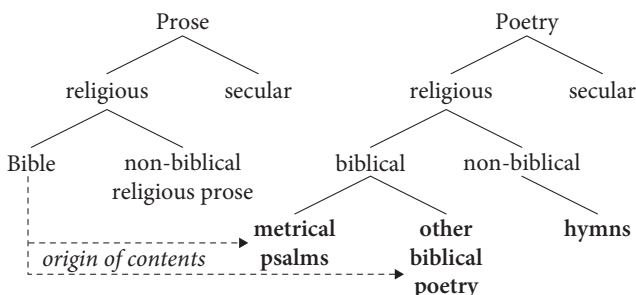 Prose Poetry
religious secular religious secular
Bible non-biblical biblical non-biblical
religious prose
metrical other hymns
origin of contents psalms biblical
poetry